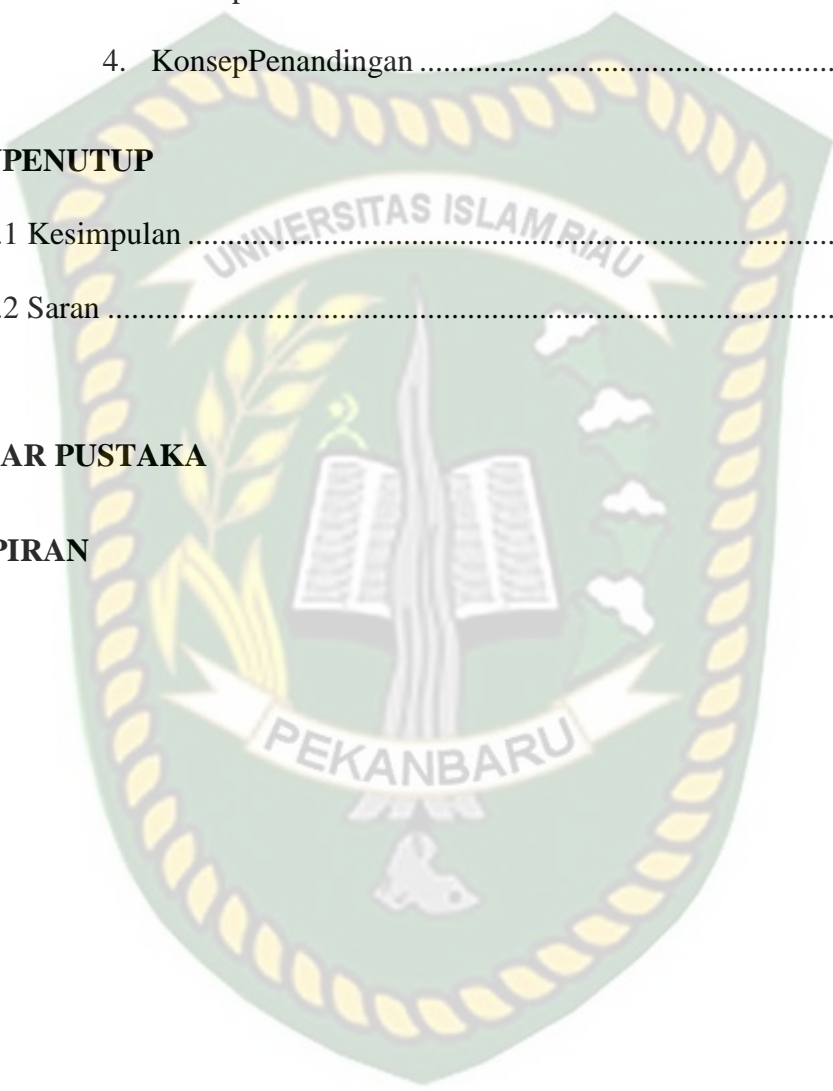 4. KonsepPenandingan ........................................................
PENUTUP
.1 Kesimpulan ........................................................
UNIVERSITAS ISLAM RIAU
.2 Saran ........................................................
AR PUSTAKA
PIRAN
PEKANBARU